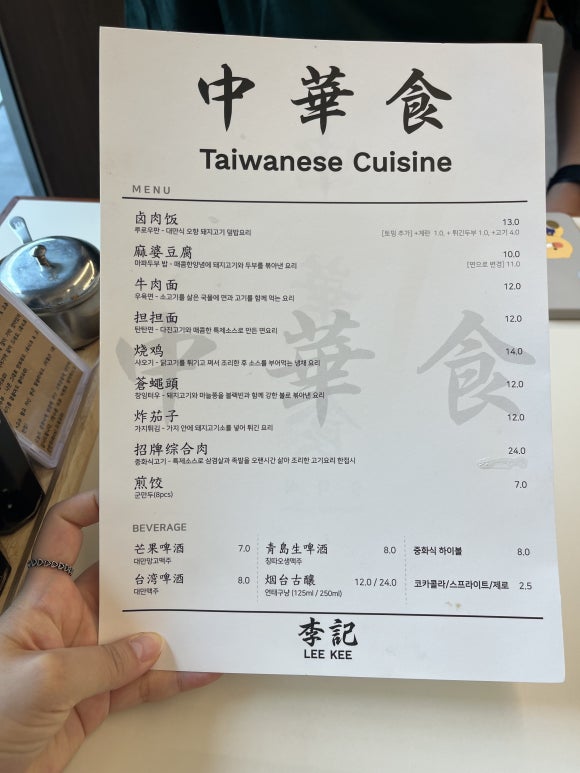 中華食
Taiwanese Cuisine
MENU
卤肉饭 13.0
루로우판 - 대만식 오향 돼지고기 덮밥요리 [토핑 추가] +계란 1.0, + 튀긴두부 1.0, +고기 4.0
麻婆豆腐 10.0
마파두부 밥 - 매콤한양념에 돼지고기와 두부를 볶아낸 요리 [면으로 변경] 11.0
牛肉面 12.0
우육면 - 소고기를 삶은 국물에 면과 고기를 함께 먹는 요리
担担面 12.0
탄탄면 - 다진고기와 매콤한 특제소스로 만든 면요리
烧鸡 14.0
샤오기 - 닭고기를 튀기고 쪄서 조리한 후 소스를 부어먹는 냉채 요리
蒼蠅頭 12.0
창잉터우 - 돼지고기와 마늘쫑을 블랙빈과 함께 강한 불로 볶아낸 요리
炸茄子 12.0
가지튀김 - 가지 안에 돼지고기소를 넣어 튀긴 요리
招牌综合肉 24.0
중화식고기 - 특제소스로 삼겹살과 족발을 오랜시간 삶아 조리한 고기요리 한접시
煎饺 7.0
군만두(8pcs)
BEVERAGE
芒果啤酒 7.0
대만망고맥주
台湾啤酒 8.0
대만맥주
青島生啤酒 8.0
칭따오생맥주
烟台古釀 12.0 / 24.0
연태구냥 (125ml / 250ml)
중화식 하이볼 8.0
코카콜라/스프라이트/제로 2.5
李記
LEE KEE